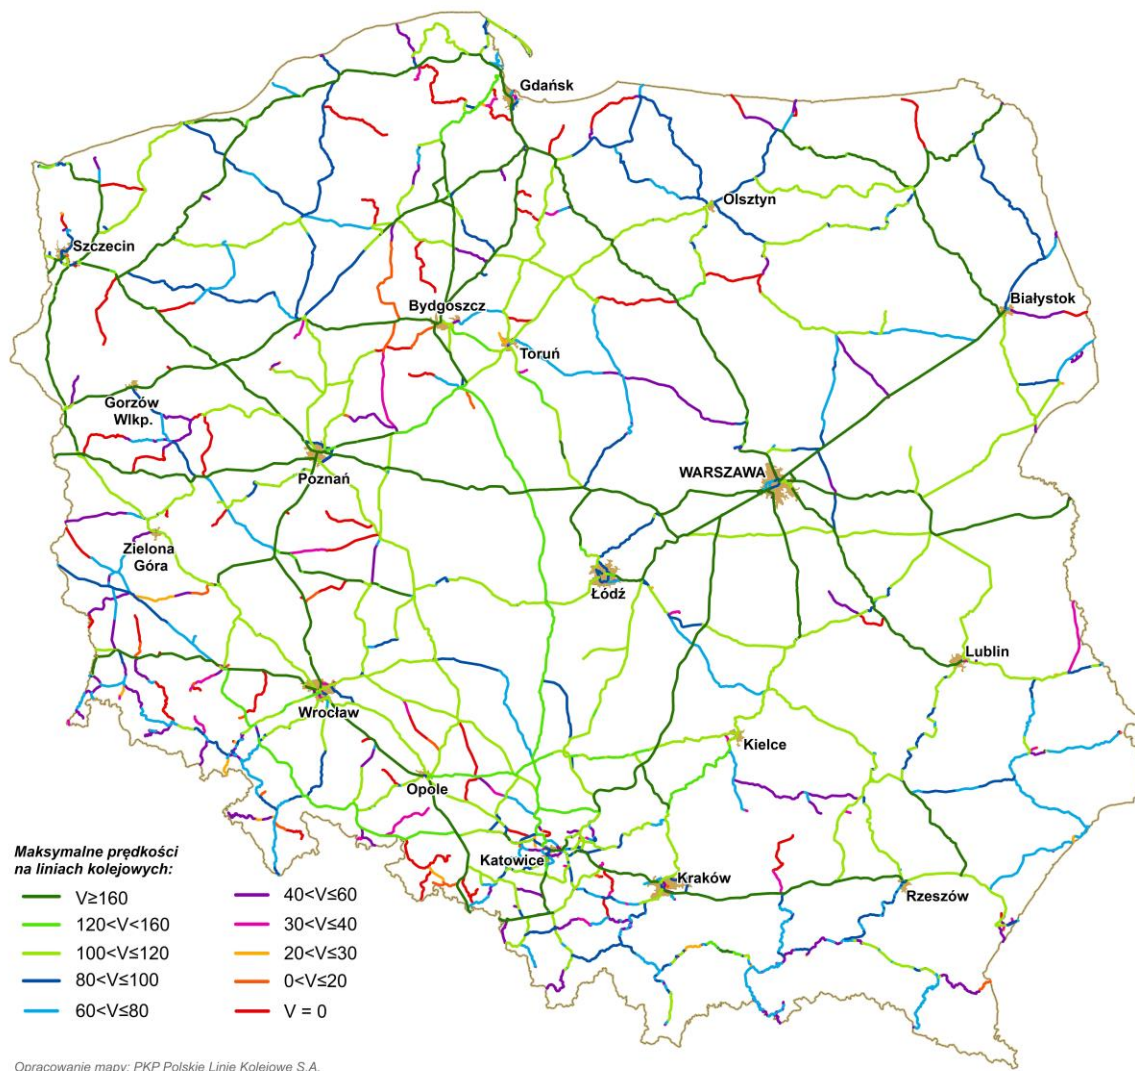 Gdańsk
Olsztyn
Szczecin
Białystok
Bydgoszcz
Toruń
Gorzów
Wlkp.
WARSZAWA
Poznań
Zielona
Góra
Łódź
Lublin
Wrocław
Kielce
Opole
Katowice
Kraków
Rzeszów
Maksymalne prędkości
na liniach kolejowych:
V≥160
120<V<160
100<V≤120
80<V≤100
60<V≤80
40<V≤60
30<V≤40
20<V≤30
0<V≤20
V = 0
Opracowanie mapy: PKP Polskie Linie Kolejowe S.A.